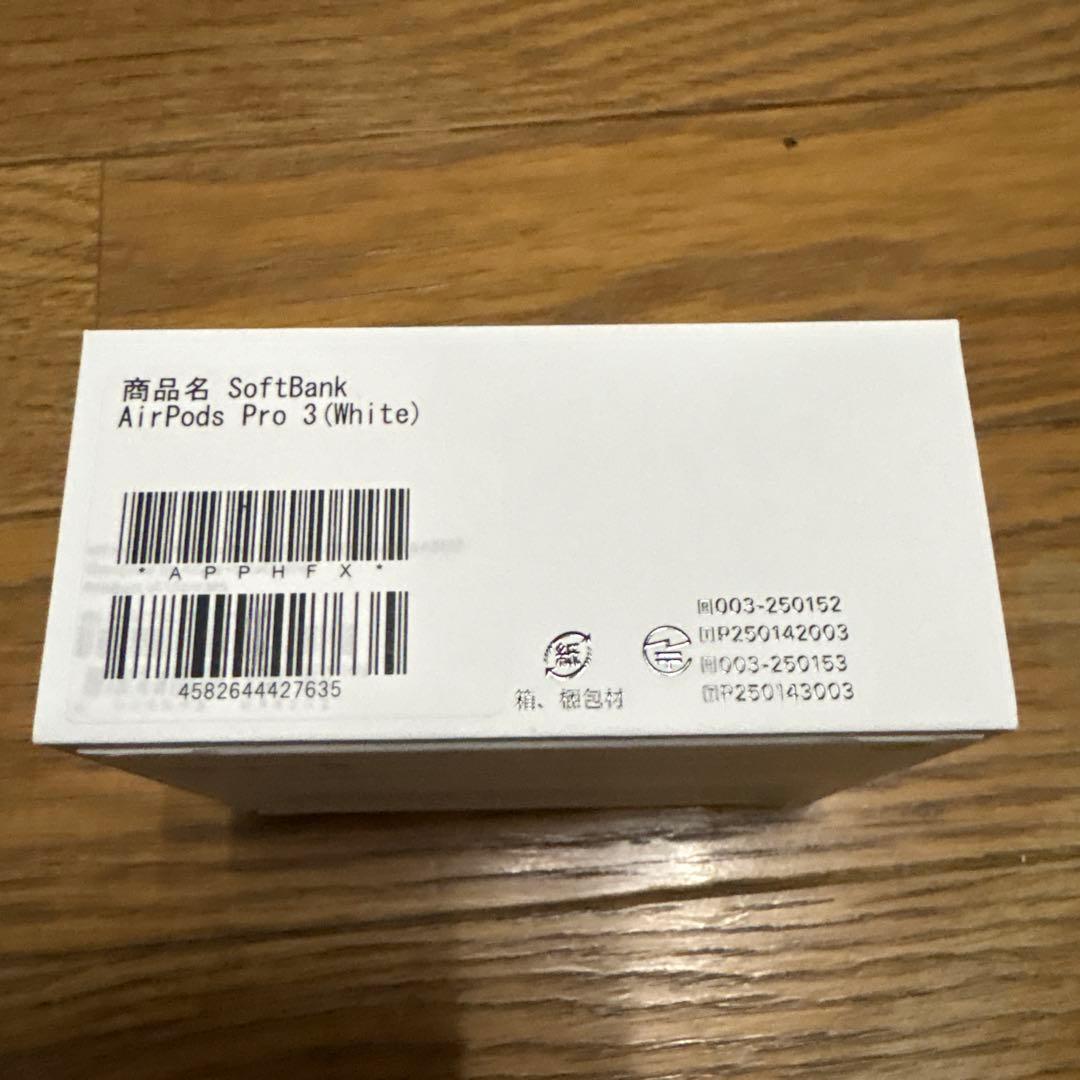 商品名 SoftBank
AirPods Pro 3(White)
*APPHFX*
4582644427635
紙
箱、梱包材
R 003-250152
T P250142003
R 003-250153
T P250143003